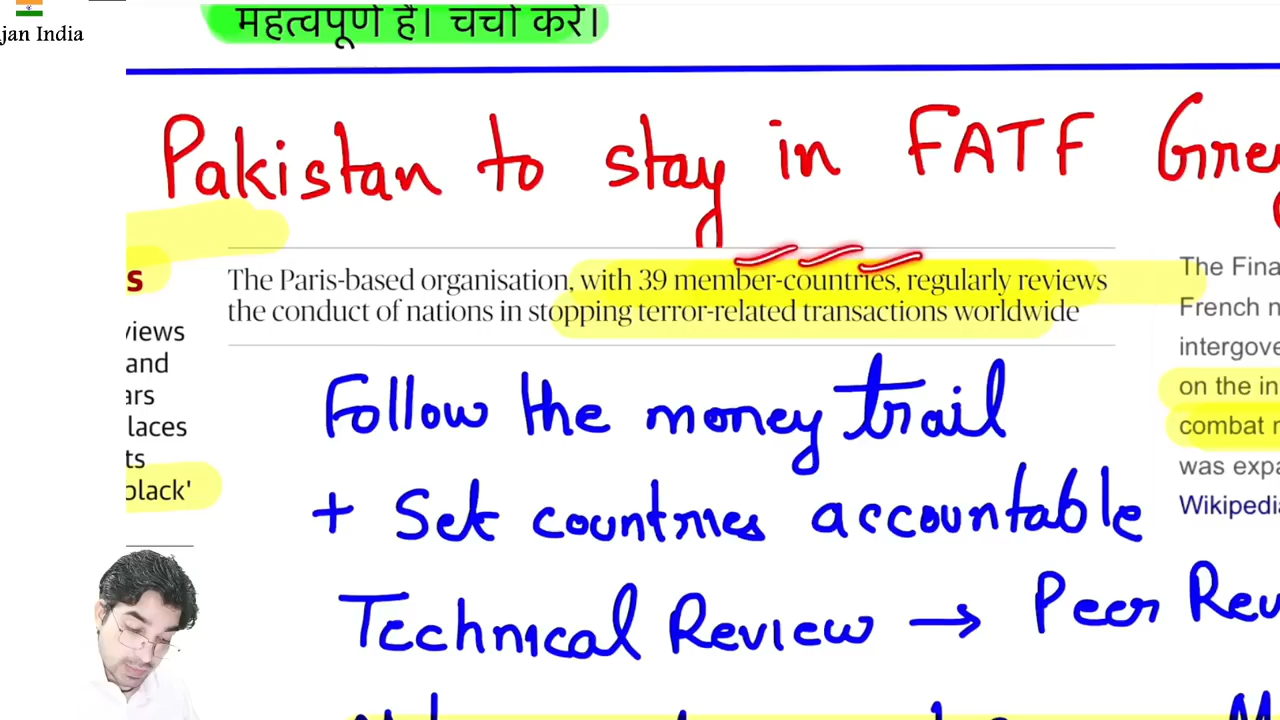 jan India
महत्वपूर्ण है। चर्चा करें।
Pakistan to stay in FATF Grey
The Paris-based organisation, with 39 member-countries, regularly reviews
the conduct of nations in stopping terror-related transactions worldwide
s
views
and
ars
laces
ts
black'
The Fina
French n
intergove
on the in
combat m
was expa
Wikipedia
Follow the money trail
+ Set countries accountable
Technical Review → Peer Rev